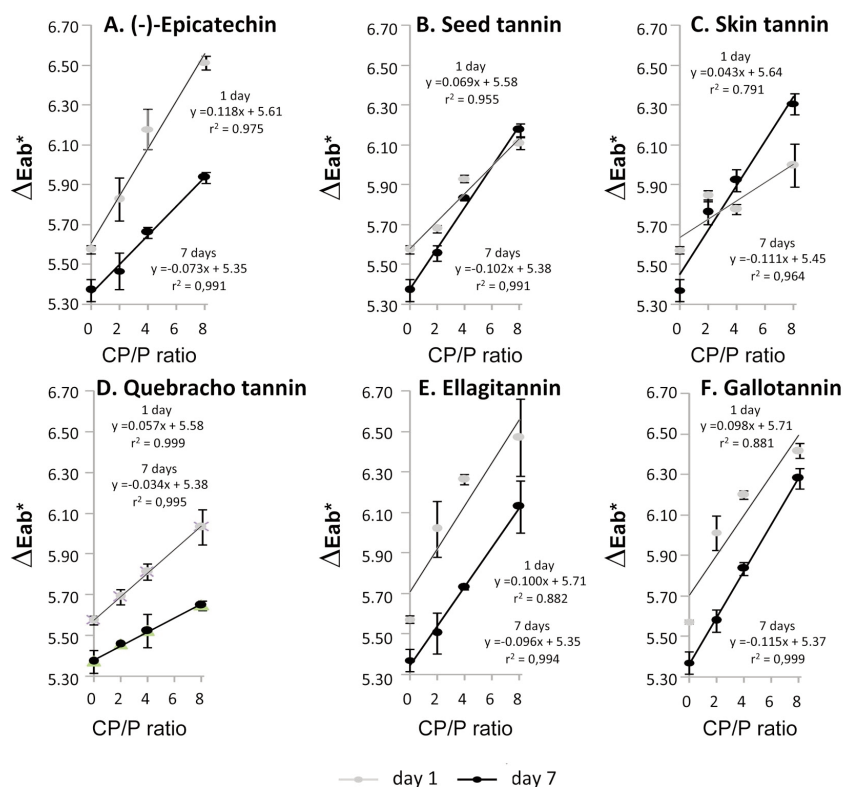 A. (-)-Epicatechin
6.70
6.50
6.30
6.10
5.90
5.70
5.50
5.30
ΔEab*
1 day
y =0.118x + 5.61
r² = 0.975
7 days
y =-0.073x + 5.35
r² = 0,991
0 2 4 6 8
CP/P ratio
B. Seed tannin
6.70
6.50
6.30
6.10
5.90
5.70
5.50
5.30
ΔEab*
1 day
y =0.069x + 5.58
r² = 0.955
7 days
y =-0.102x + 5.38
r² = 0,991
0 2 4 6 8
CP/P ratio
C. Skin tannin
6.70
6.50
6.30
6.10
5.90
5.70
5.50
5.30
ΔEab*
1 day
y =0.043x + 5.64
r² = 0.791
7 days
y =-0.111x + 5.45
r² = 0,964
0 2 4 6 8
CP/P ratio
D. Quebracho tannin
6.70
6.50
6.30
6.10
5.90
5.70
5.50
5.30
ΔEab*
1 day
y =0.057x + 5.58
r² = 0.999
7 days
y =-0.034x + 5.38
r² = 0,995
0 2 4 6 8
CP/P ratio
E. Ellagitannin
6.70
6.50
6.30
6.10
5.90
5.70
5.50
5.30
ΔEab*
1 day
y =0.100x + 5.71
r² = 0.882
7 days
y =-0.096x + 5.35
r² = 0,994
0 2 4 6 8
CP/P ratio
F. Gallotannin
6.70
6.50
6.30
6.10
5.90
5.70
5.50
5.30
ΔEab*
1 day
y =0.098x + 5.71
r² = 0.881
7 days
y =-0.115x + 5.37
r² = 0,999
0 2 4 6 8
CP/P ratio
day 1 day 7